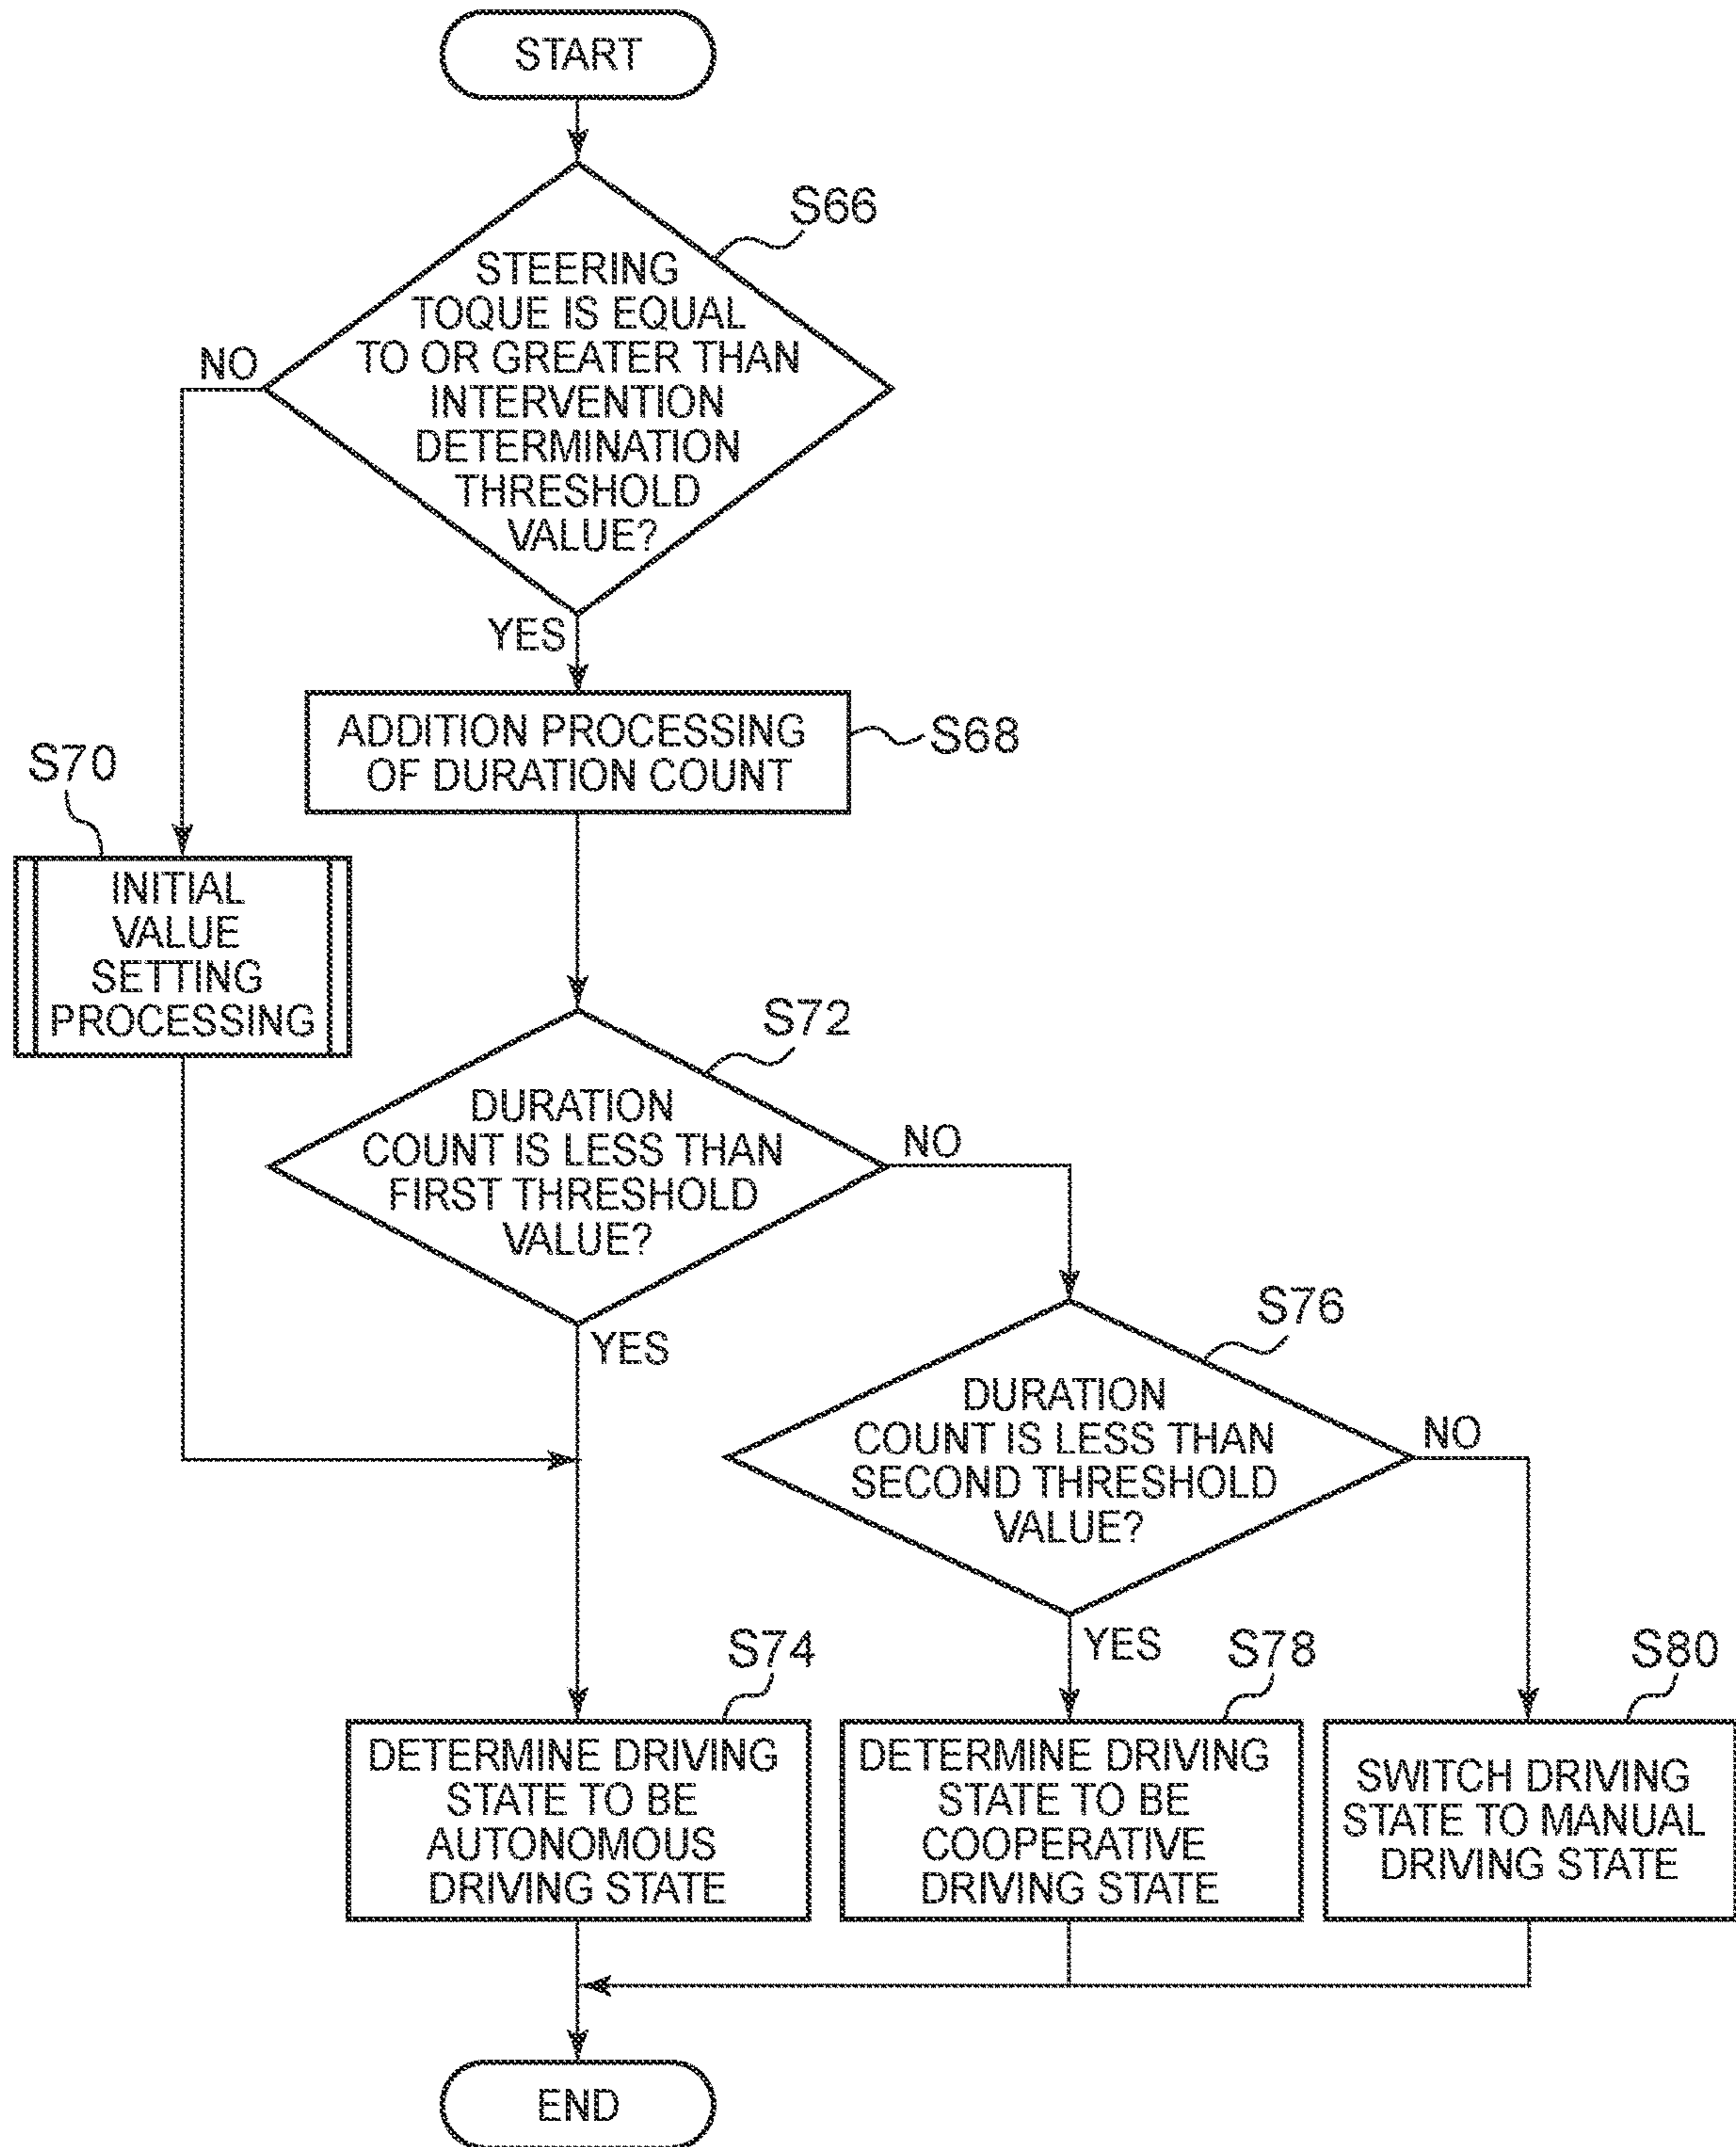 START
S66
STEERING
TOQUE IS EQUAL
TO OR GREATER THAN
INTERVENTION
DETERMINATION
THRESHOLD
VALUE?
NO
YES
ADDITION PROCESSING
OF DURATION COUNT
S68
S70
INITIAL
VALUE
SETTING
PROCESSING
S72
DURATION
COUNT IS LESS THAN
FIRST THRESHOLD
VALUE?
NO
YES
S76
DURATION
COUNT IS LESS THAN
SECOND THRESHOLD
VALUE?
NO
YES
S74
DETERMINE DRIVING
STATE TO BE
AUTONOMOUS
DRIVING STATE
S78
DETERMINE DRIVING
STATE TO BE
COOPERATIVE
DRIVING STATE
S80
SWITCH DRIVING
STATE TO MANUAL
DRIVING STATE
END